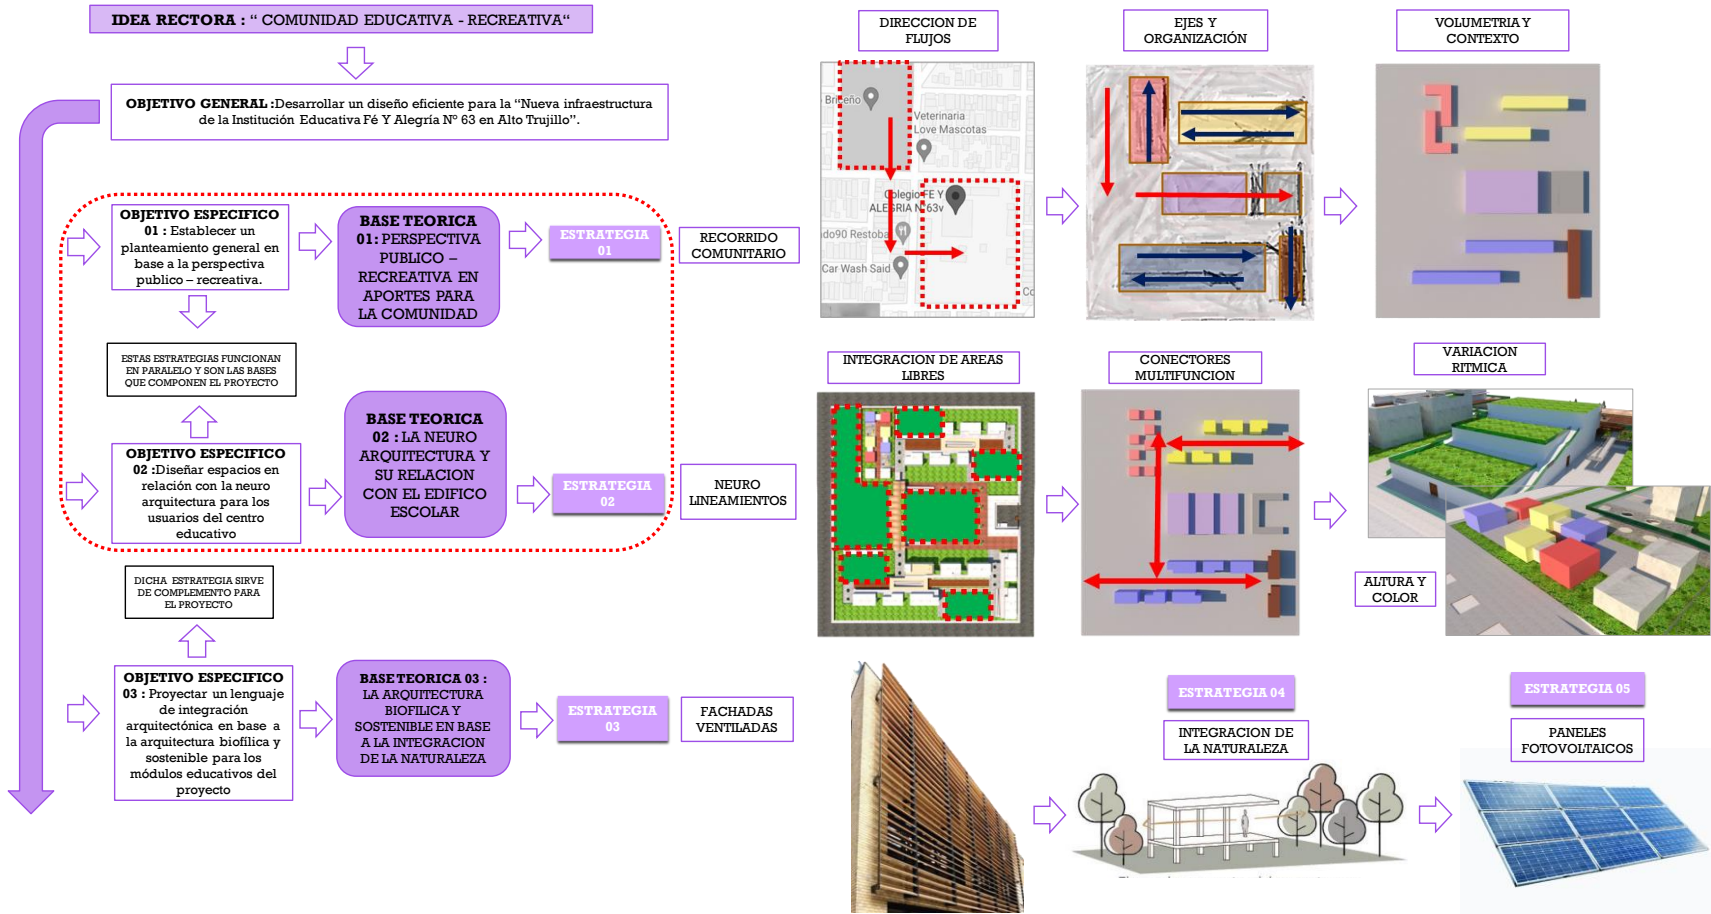 IDEA RECTORA : “ COMUNIDAD EDUCATIVA - RECREATIVA“
OBJETIVO GENERAL :Desarrollar un diseño eficiente para la “Nueva infraestructura
de la Institución Educativa Fé Y Alegría Nº 63 en Alto Trujillo”.
OBJETIVO ESPECIFICO
01 : Establecer un
planteamiento general en
base a la perspectiva
publico – recreativa.
BASE TEORICA
01: PERSPECTIVA
PUBLICO –
RECREATIVA EN
APORTES PARA
LA COMUNIDAD
ESTRATEGIA
01
RECORRIDO
COMUNITARIO
ESTAS ESTRATEGIAS FUNCIONAN
EN PARALELO Y SON LAS BASES
QUE COMPONEN EL PROYECTO
OBJETIVO ESPECIFICO
02 :Diseñar espacios en
relación con la neuro
arquitectura para los
usuarios del centro
educativo
BASE TEORICA
02 : LA NEURO
ARQUITECTURA Y
SU RELACION
CON EL EDIFICO
ESCOLAR
ESTRATEGIA
02
NEURO
LINEAMIENTOS
DICHA ESTRATEGIA SIRVE
DE COMPLEMENTO PARA
EL PROYECTO
OBJETIVO ESPECIFICO
03 : Proyectar un lenguaje
de integración
arquitectónica en base a
la arquitectura biofílica y
sostenible para los
módulos educativos del
proyecto
BASE TEORICA 03 :
LA ARQUITECTURA
BIOFILICA Y
SOSTENIBLE EN BASE
A LA INTEGRACION
DE LA NATURALEZA
ESTRATEGIA
03
FACHADAS
VENTILADAS
DIRECCION DE
FLUJOS
Briceño
Veterinaria
Love Mascotas
Colegio FE Y
ALEGRIA N 63v
do90 Restoba
Car Wash Said
Co
EJES Y
ORGANIZACIÓN
VOLUMETRIA Y
CONTEXTO
INTEGRACION DE AREAS
LIBRES
CONECTORES
MULTIFUNCION
VARIACION
RITMICA
ALTURA Y
COLOR
ESTRATEGIA 04
INTEGRACION DE
LA NATURALEZA
ESTRATEGIA 05
PANELES
FOTOVOLTAICOS